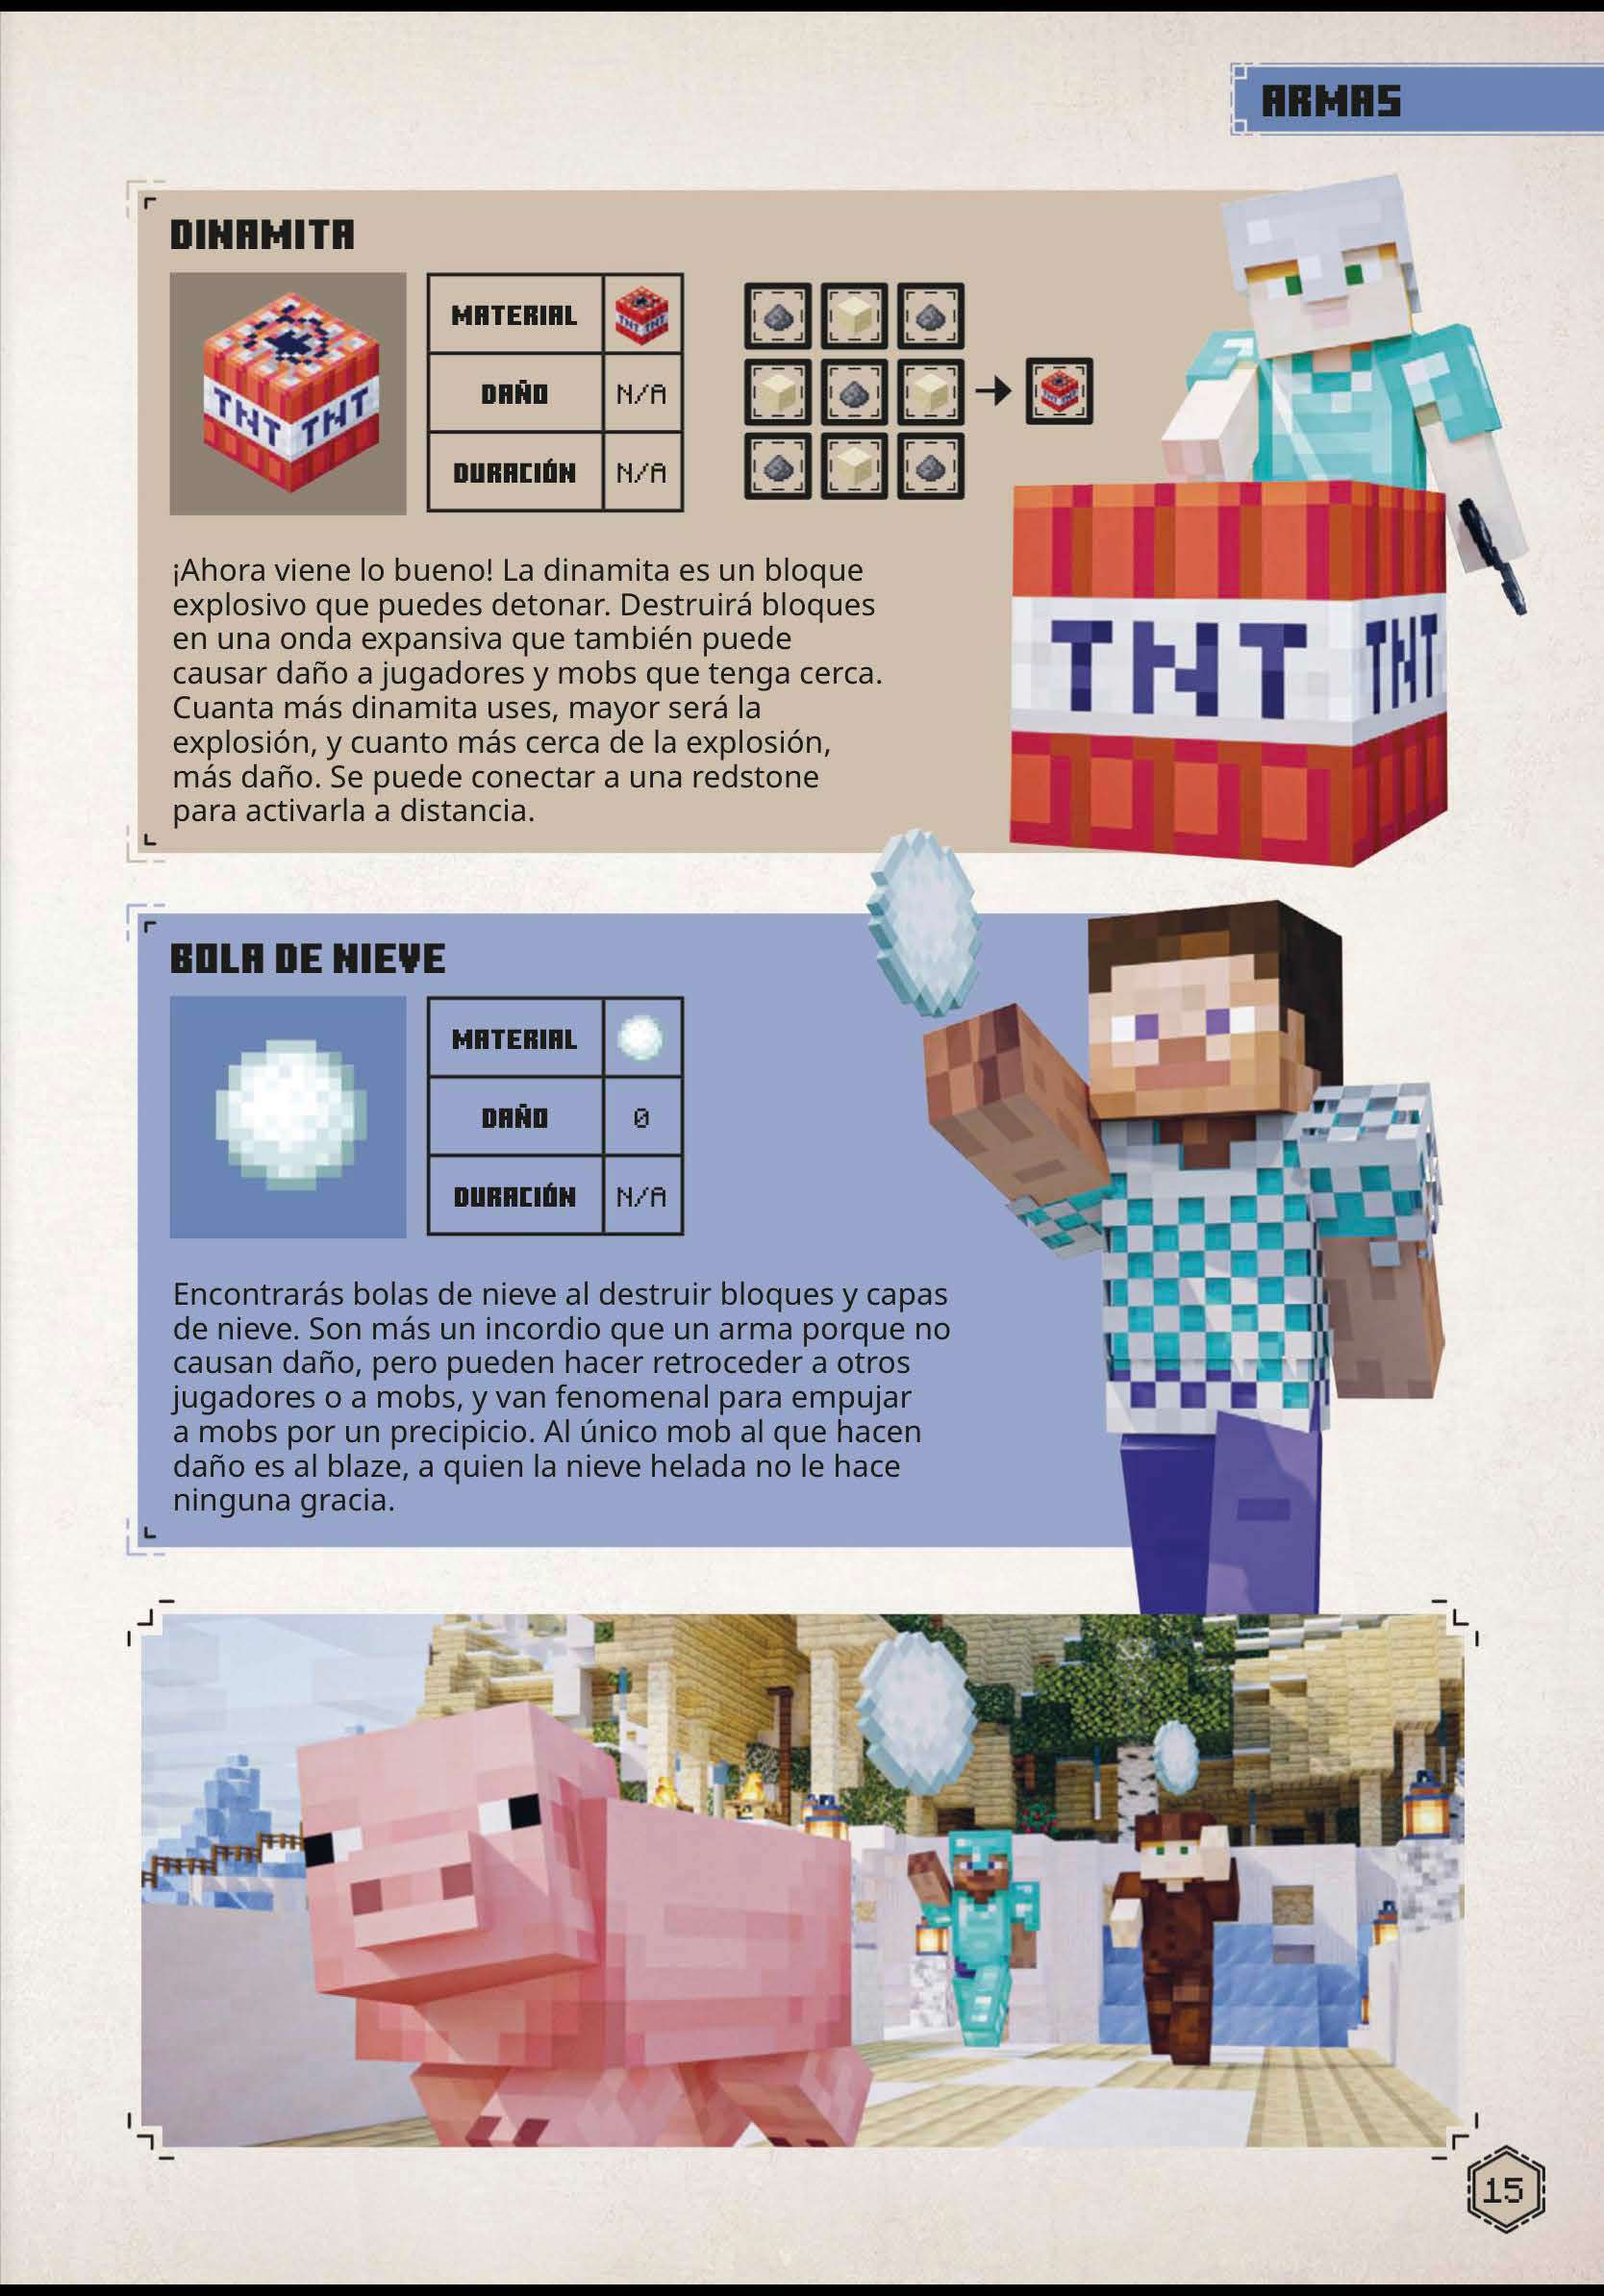 ARMAS
DINAMITA
MATERIAL
DAÑO N/A
DURACIÓN N/A
TNT TNT
¡Ahora viene lo bueno! La dinamita es un bloque
explosivo que puedes detonar. Destruirá bloques
en una onda expansiva que también puede
causar daño a jugadores y mobs que tenga cerca.
Cuanta más dinamita uses, mayor será la
explosión, y cuanto más cerca de la explosión,
más daño. Se puede conectar a una redstone
para activarla a distancia.
TNT TNT
BOLA DE NIEVE
MATERIAL
DAÑO 0
DURACIÓN N/A
Encontrarás bolas de nieve al destruir bloques y capas
de nieve. Son más un incordio que un arma porque no
causan daño, pero pueden hacer retroceder a otros
jugadores o a mobs, y van fenomenal para empujar
a mobs por un precipicio. Al único mob al que hacen
daño es al blaze, a quien la nieve helada no le hace
ninguna gracia.
15